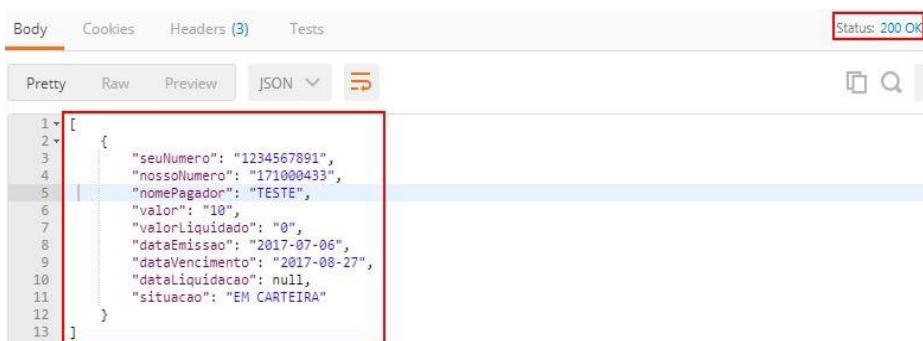 Body Cookies Headers (3) Tests Status: 200 OK
Pretty Raw Preview JSON
1 [
2 {
3 "seuNumero": "1234567891",
4 "nossoNumero": "171000433",
5 "nomePagador": "TESTE",
6 "valor": "10",
7 "valorLiquidado": "0",
8 "dataEmissao": "2017-07-06",
9 "dataVencimento": "2017-08-27",
10 "dataLiquidacao": null,
11 "situacao": "EM CARTEIRA"
12 }
13 ]